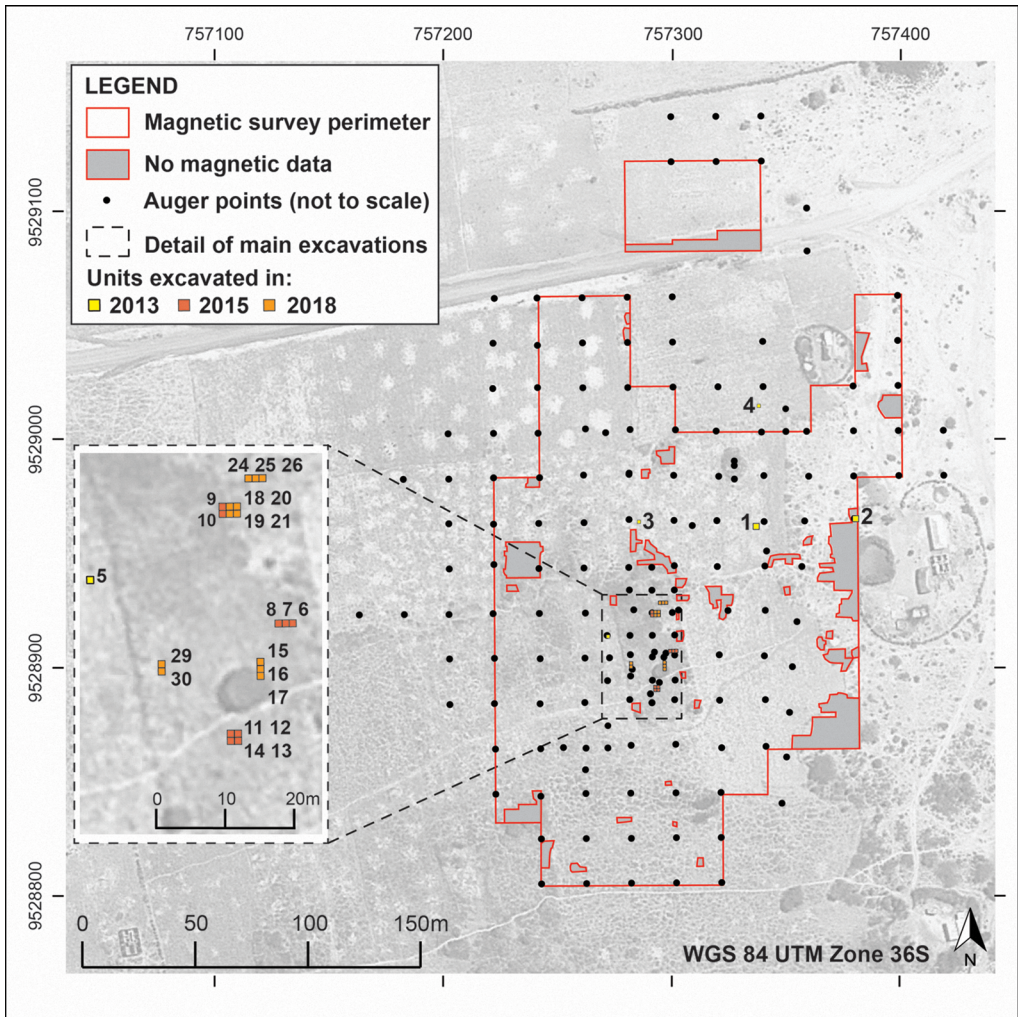 757100 757200 757300 757400
LEGEND
Magnetic survey perimeter
No magnetic data
Auger points (not to scale)
Detail of main excavations
Units excavated in:
2013 2015 2018
9529100
9529000
9528900
9528800
4
3
1
2
24 25 26
9 18 20
10 19 21
5
8 7 6
29
30
15
16
17
11 12
14 13
0 10 20m
0 50 100 150m
WGS 84 UTM Zone 36S
N